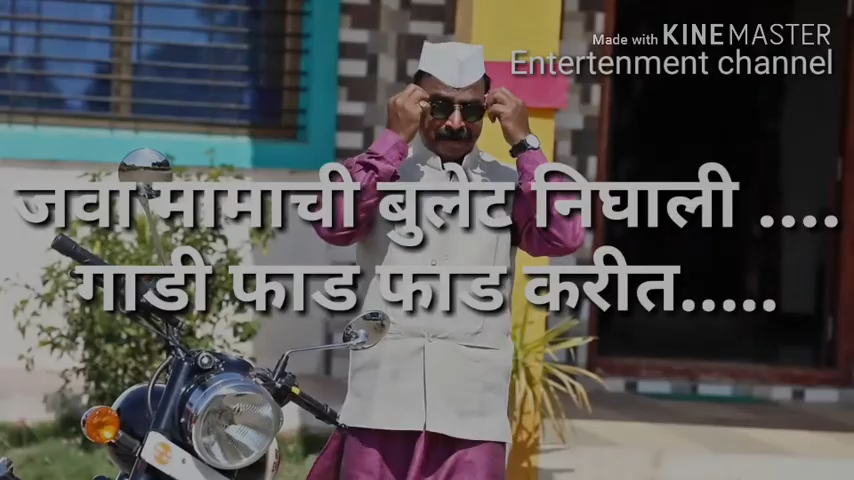 Made with KINEMASTER
Entertenment channel
जवा मामाची बुलेट निघाली ....
गाडी फाड फाड करीत.....